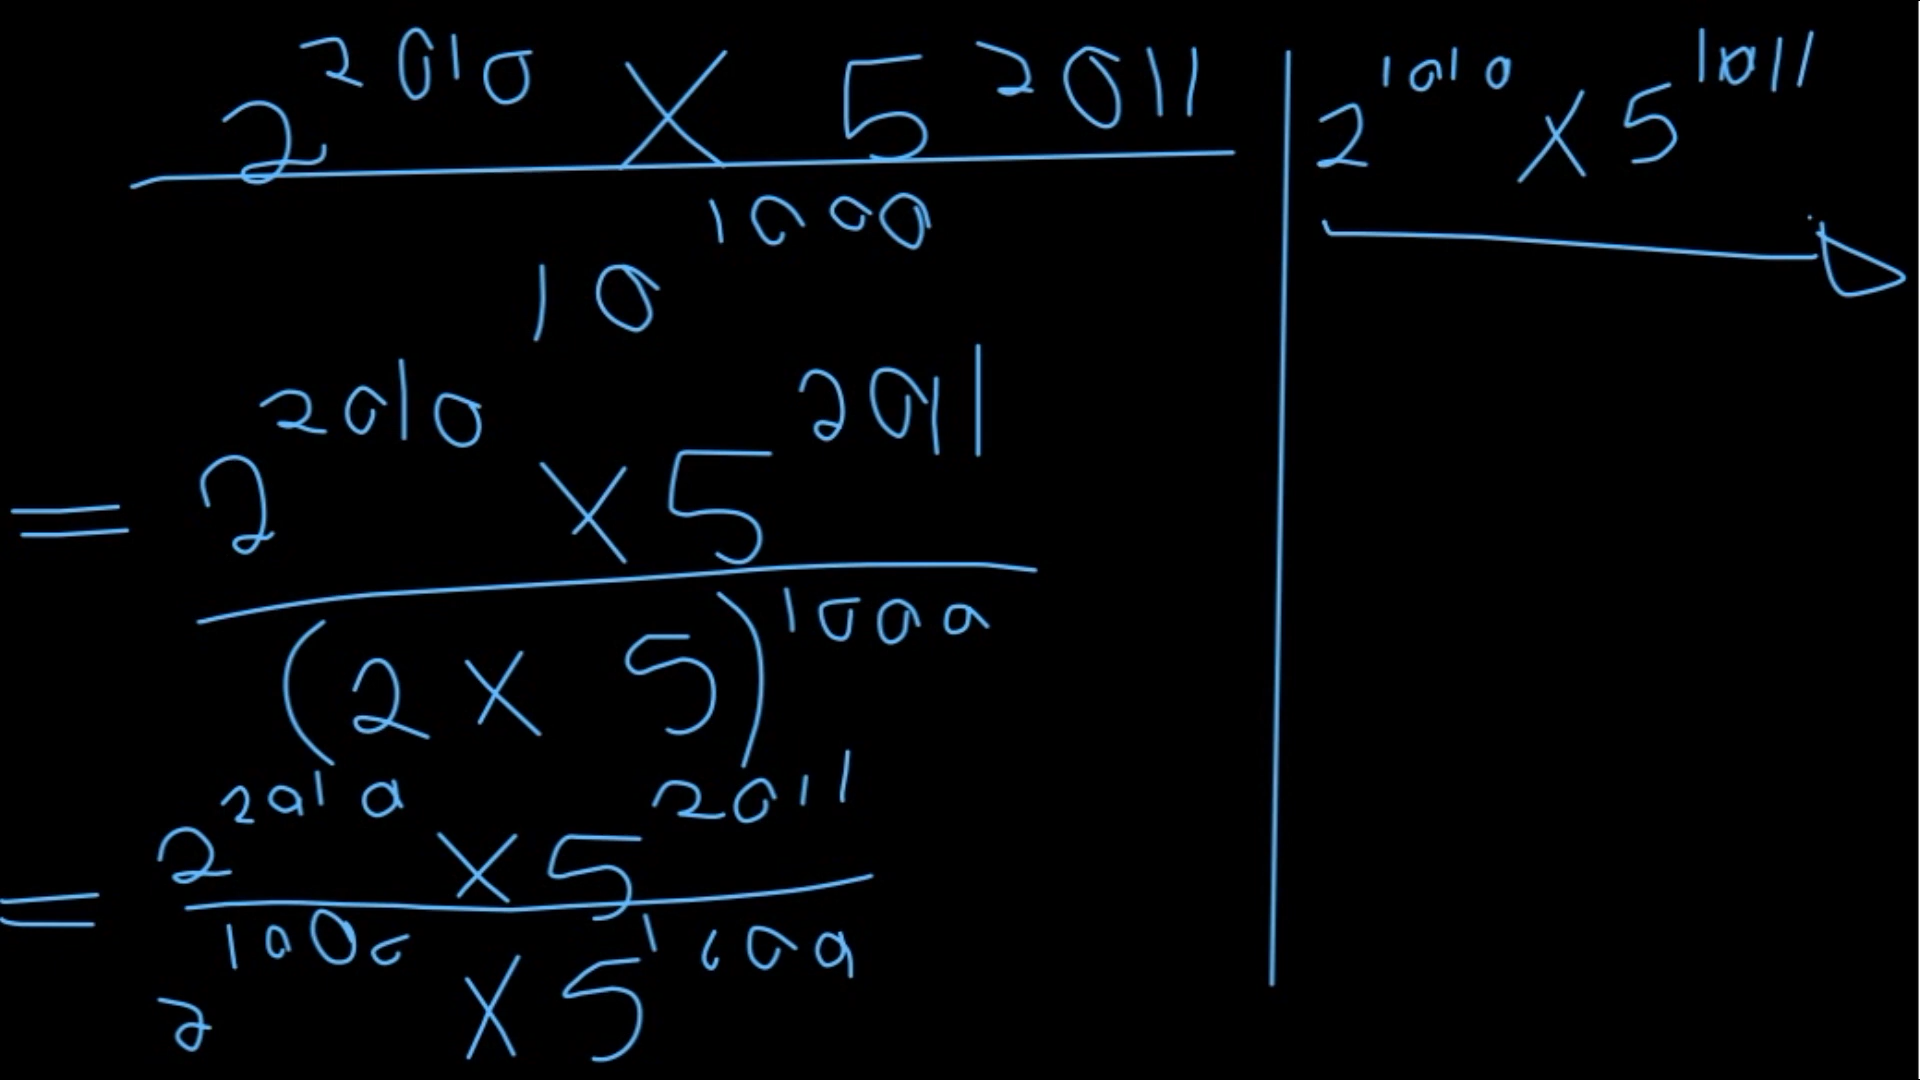 2^2010 × 5^2011
10^1000
= 2^2010 × 5^2011
(2 × 5)^1000
= 2^2010 × 5^2011
2^1000 × 5^1000
2^1010 × 5^1011